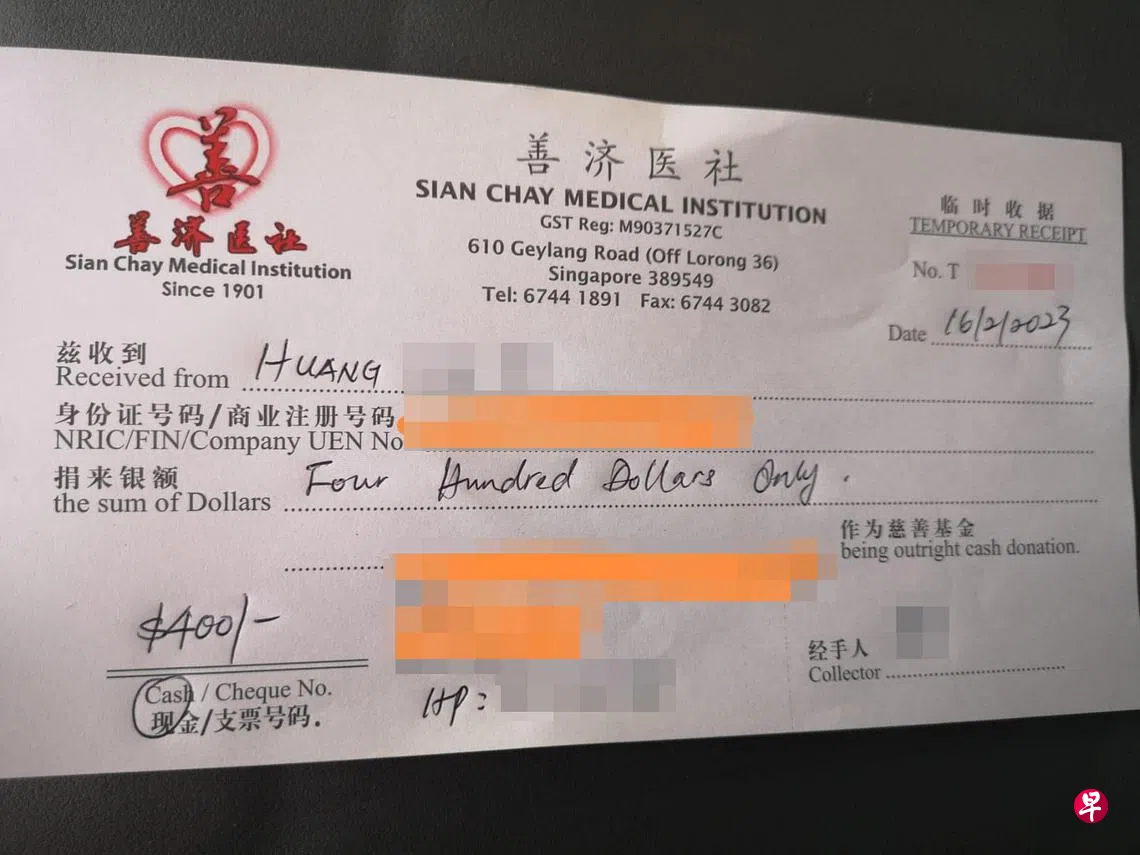 善
善济医社
Sian Chay Medical Institution
Since 1901
善济医社
SIAN CHAY MEDICAL INSTITUTION
GST Reg: M90371527C
610 Geylang Road (Off Lorong 36)
Singapore 389549
Tel: 6744 1891 Fax: 6744 3082
临时收据
TEMPORARY RECEIPT
No. T
Date 16/2/2023
兹收到
Received from HUANG
身份证号码/商业注册号码
NRIC/FIN/Company UEN No
捐来银额
the sum of Dollars Four Hundred Dollars Only.
作为慈善基金
being outright cash donation.
$400/-
Cash / Cheque No.
现金/支票号码.
HP:
经手人
Collector
早